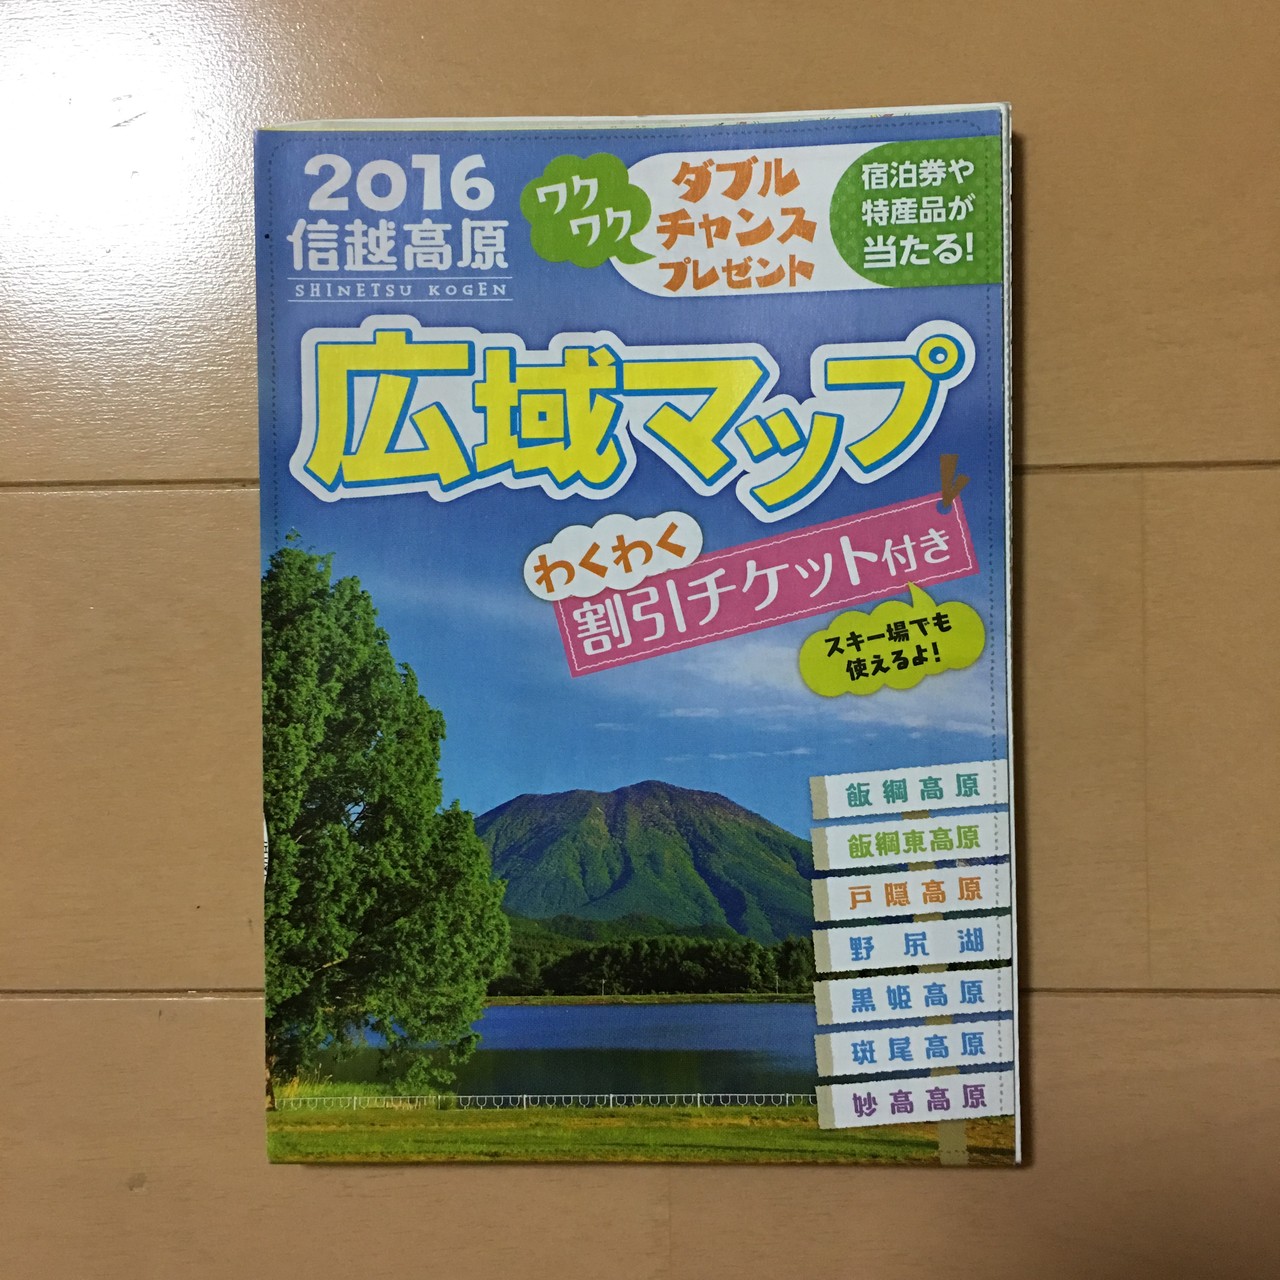 2016
信越高原
SHINETSU KOGEN
ワク
ワク
ダブル
チャンス
プレゼント
宿泊券や
特産品が
当たる!
広域マップ
わくわく
割引チケット付き
スキー場でも
使えるよ!
飯綱高原
飯綱東高原
戸隠高原
野尻湖
黒姫高原
斑尾高原
妙高高原